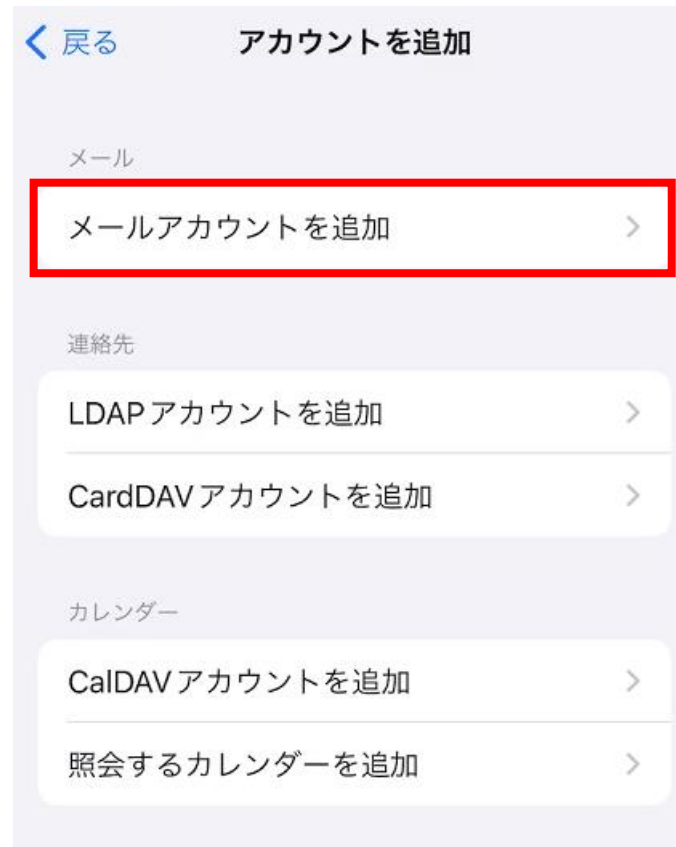 戻る アカウントを追加
メール
メールアカウントを追加
連絡先
LDAPアカウントを追加
CardDAVアカウントを追加
カレンダー
CalDAVアカウントを追加
照会するカレンダーを追加